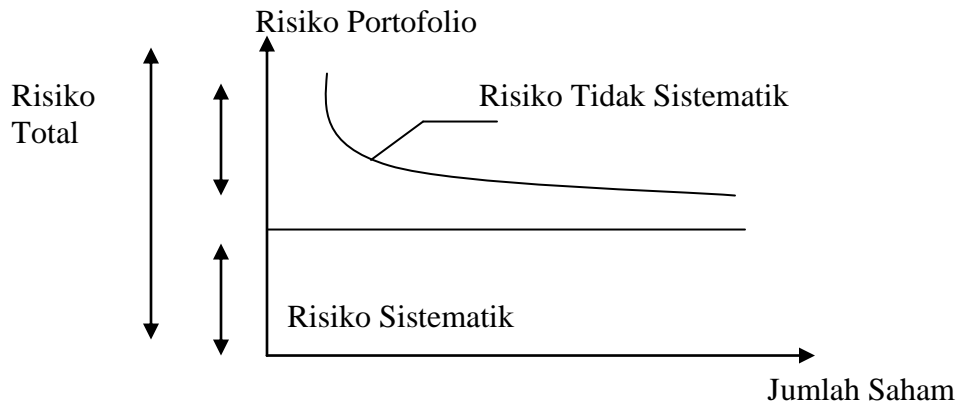 Risiko Portofolio
Risiko
Total
Risiko Tidak Sistematik
Risiko Sistematik
Jumlah Saham